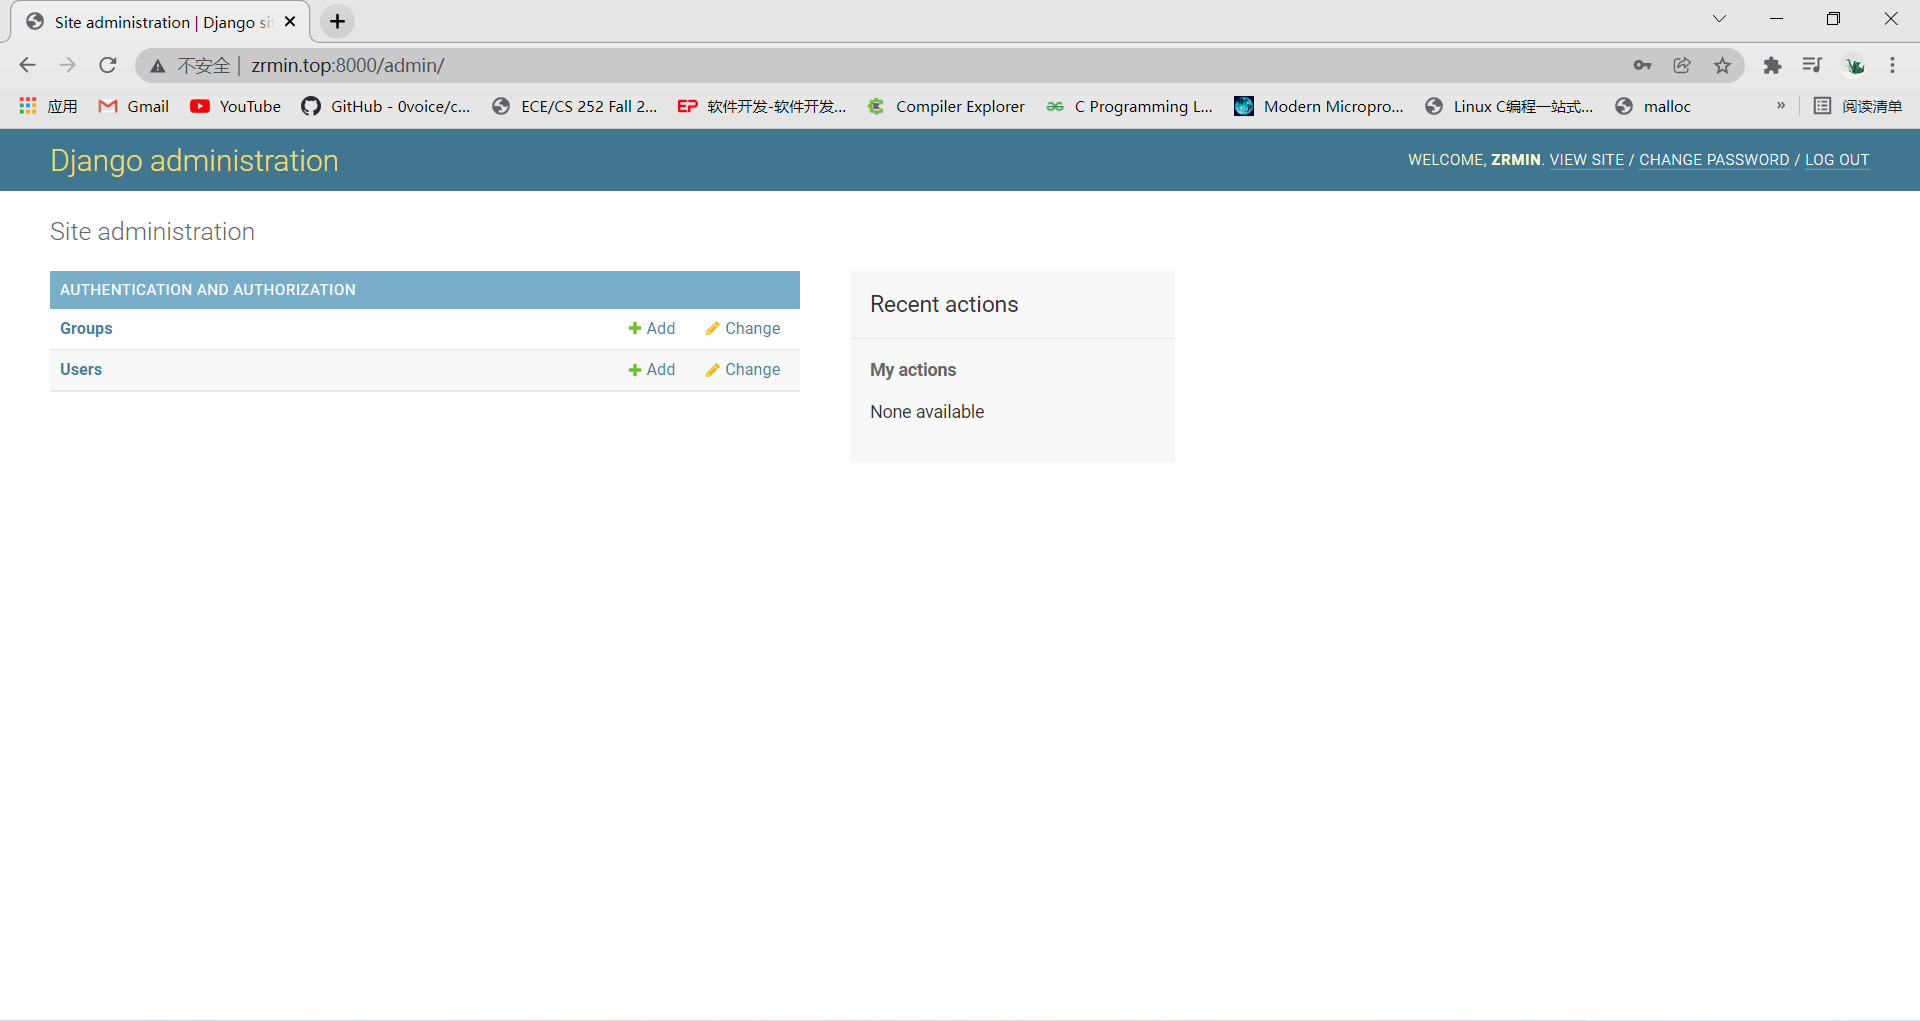 Site administration | Django si
不安全 | zrmin.top:8000/admin/
应用 Gmail YouTube GitHub - 0voice/c... ECE/CS 252 Fall 2... EP 软件开发-软件开发... Compiler Explorer C Programming L... Modern Micropro... Linux C编程一站式... malloc » 阅读清单
Django administration WELCOME, ZRMIN. VIEW SITE / CHANGE PASSWORD / LOG OUT
Site administration
AUTHENTICATION AND AUTHORIZATION
Groups Add Change
Users Add Change
Recent actions
My actions
None available